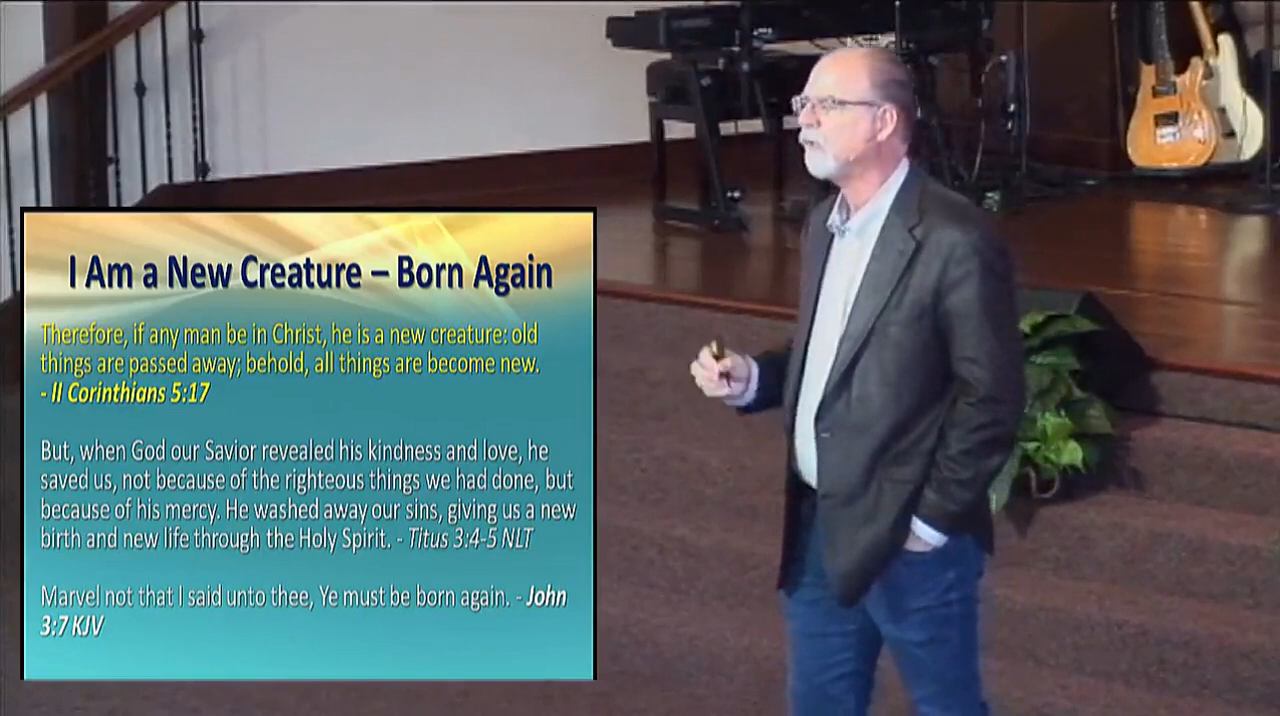 I Am a New Creature – Born Again
Therefore, if any man be in Christ, he is a new creature: old
things are passed away; behold, all things are become new.
- II Corinthians 5:17
But, when God our Savior revealed his kindness and love, he
saved us, not because of the righteous things we had done, but
because of his mercy. He washed away our sins, giving us a new
birth and new life through the Holy Spirit. - Titus 3:4-5 NLT
Marvel not that I said unto thee, Ye must be born again. - John
3:7 KJV